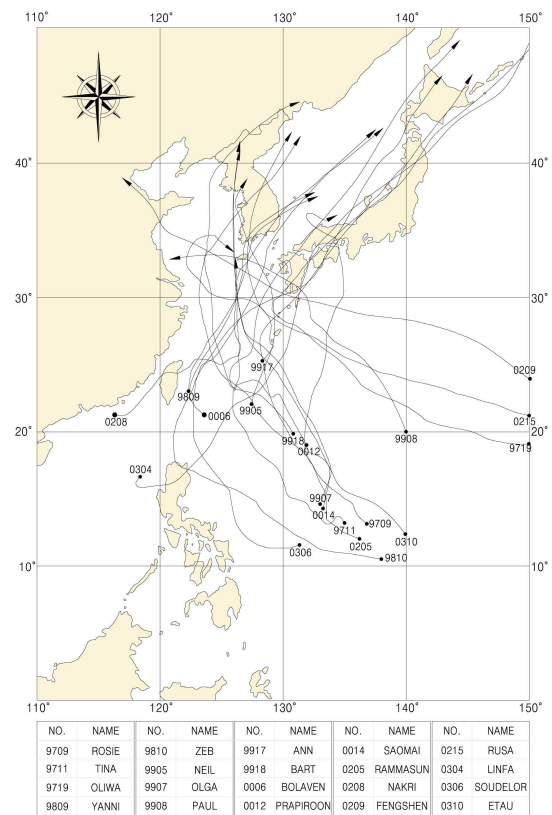 110° 120° 130° 140° 150°
40° 40°
30° 30°
0209
9917
9809 9905
0208 0006 0215
20° 9918 9908 20°
0012 9719
0304
9907
0014 9709
9711
0205 0310
0306 9810
10° 10°
110° 120° 130° 140° 150°
NO. NAME NO. NAME NO. NAME NO. NAME NO. NAME
9709 ROSIE 9810 ZEB 9917 ANN 0014 SAOMAI 0215 RUSA
9711 TINA 9905 NEIL 9918 BART 0205 RAMMASUN 0304 LINFA
9719 OLIWA 9907 OLGA 0006 BOLAVEN 0208 NAKRI 0306 SOUDELOR
9809 YANNI 9908 PAUL 0012 PRAPIROON 0209 FENGSHEN 0310 ETAU